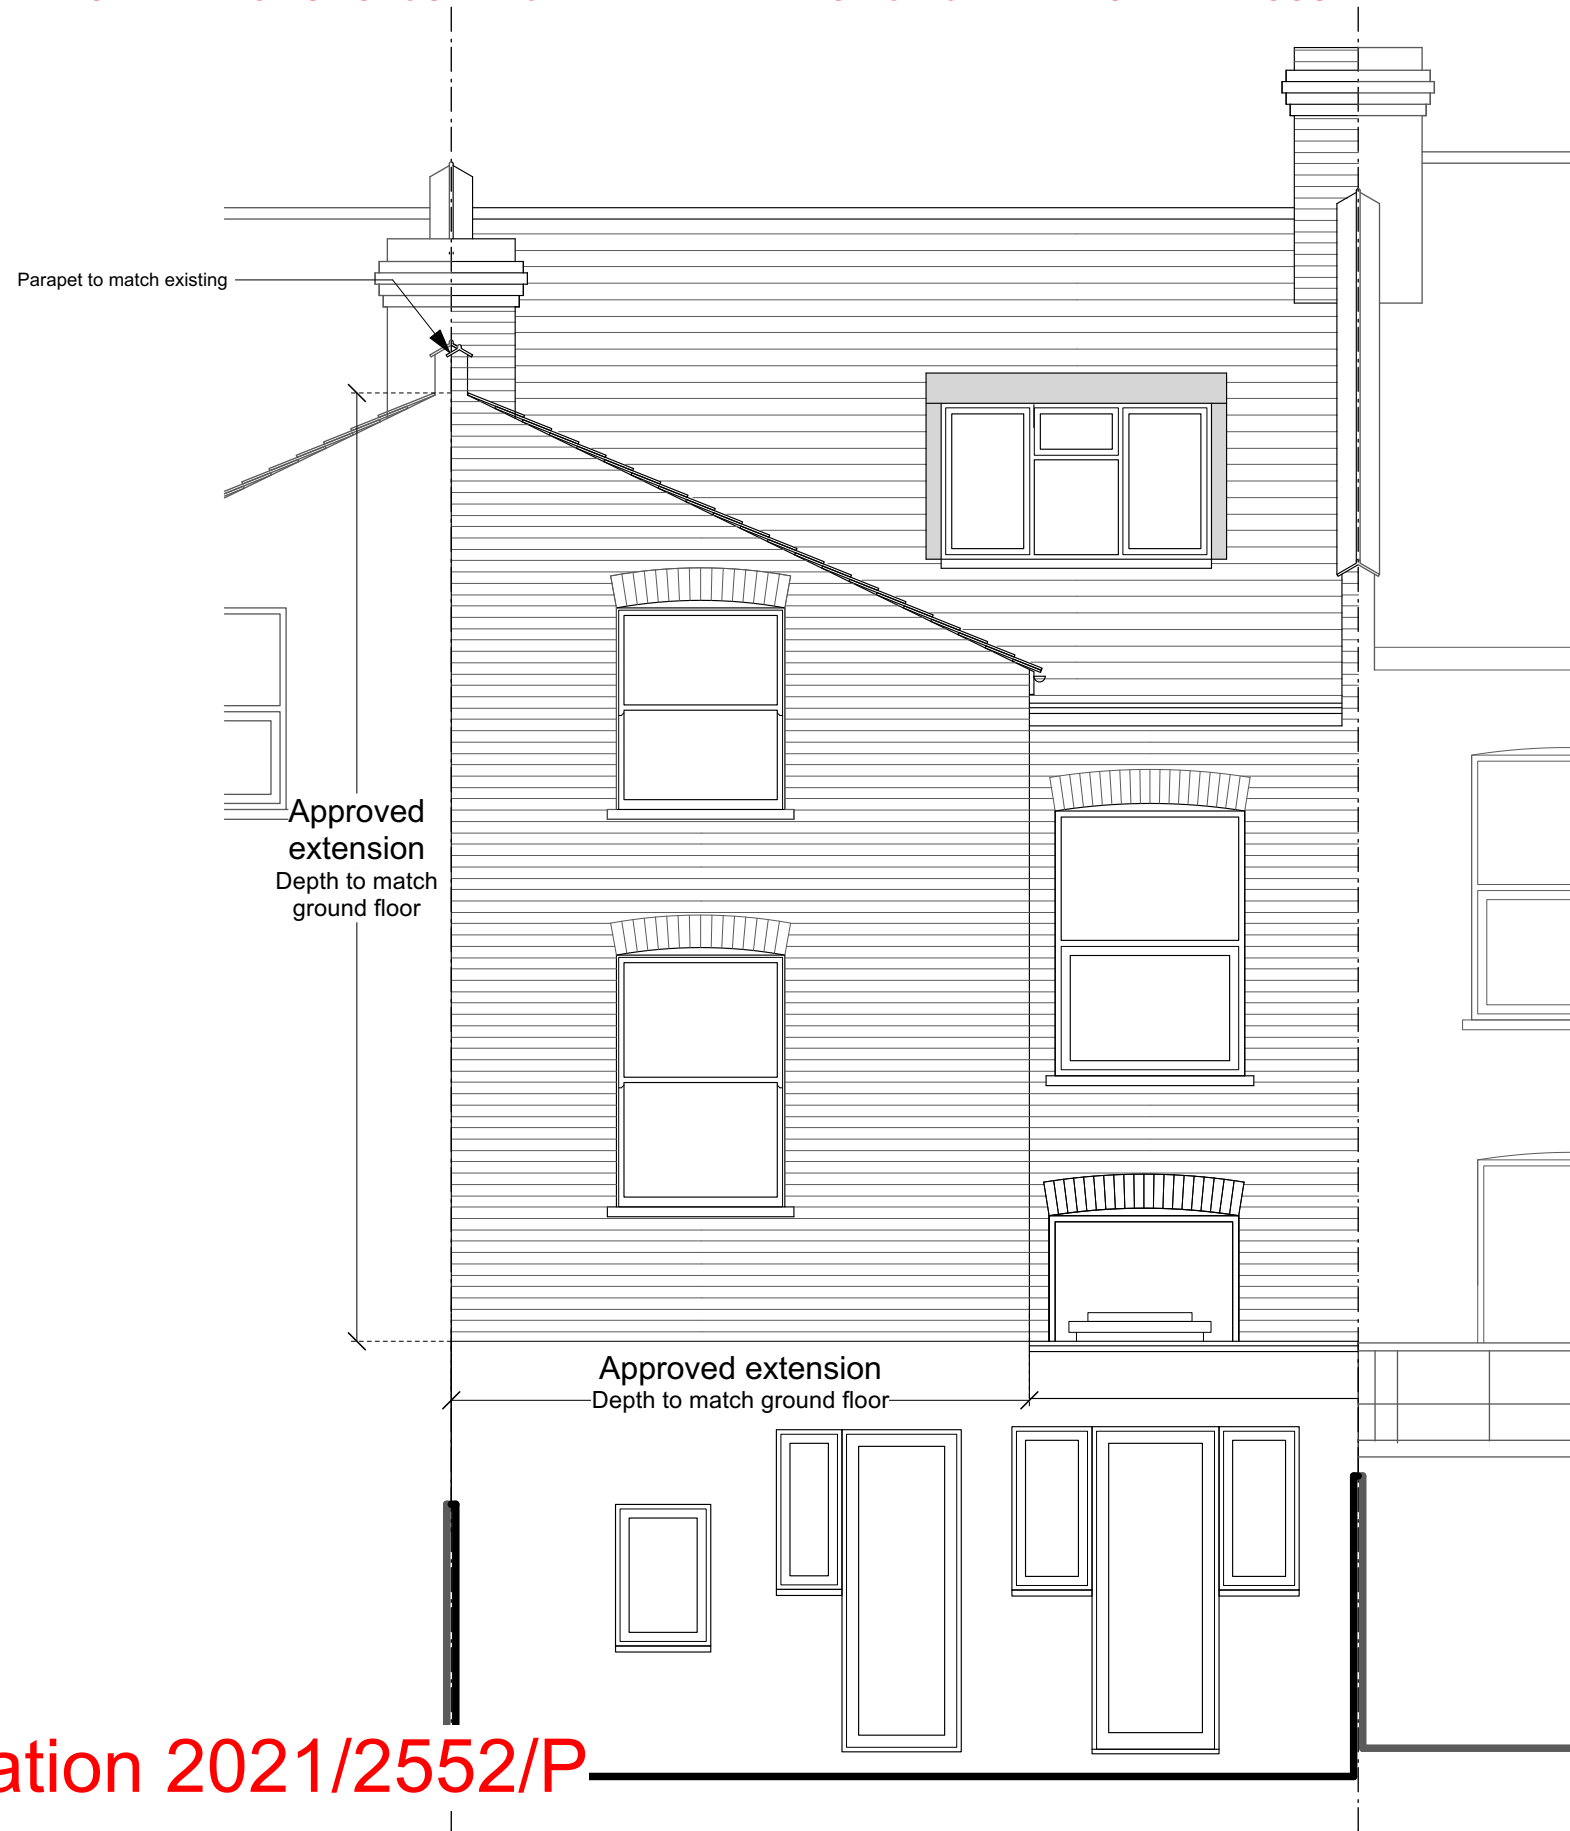 Parapet to match existing
Approved
extension
Depth to match
ground floor
Approved extension
Depth to match ground floor
ation 2021/2552/P